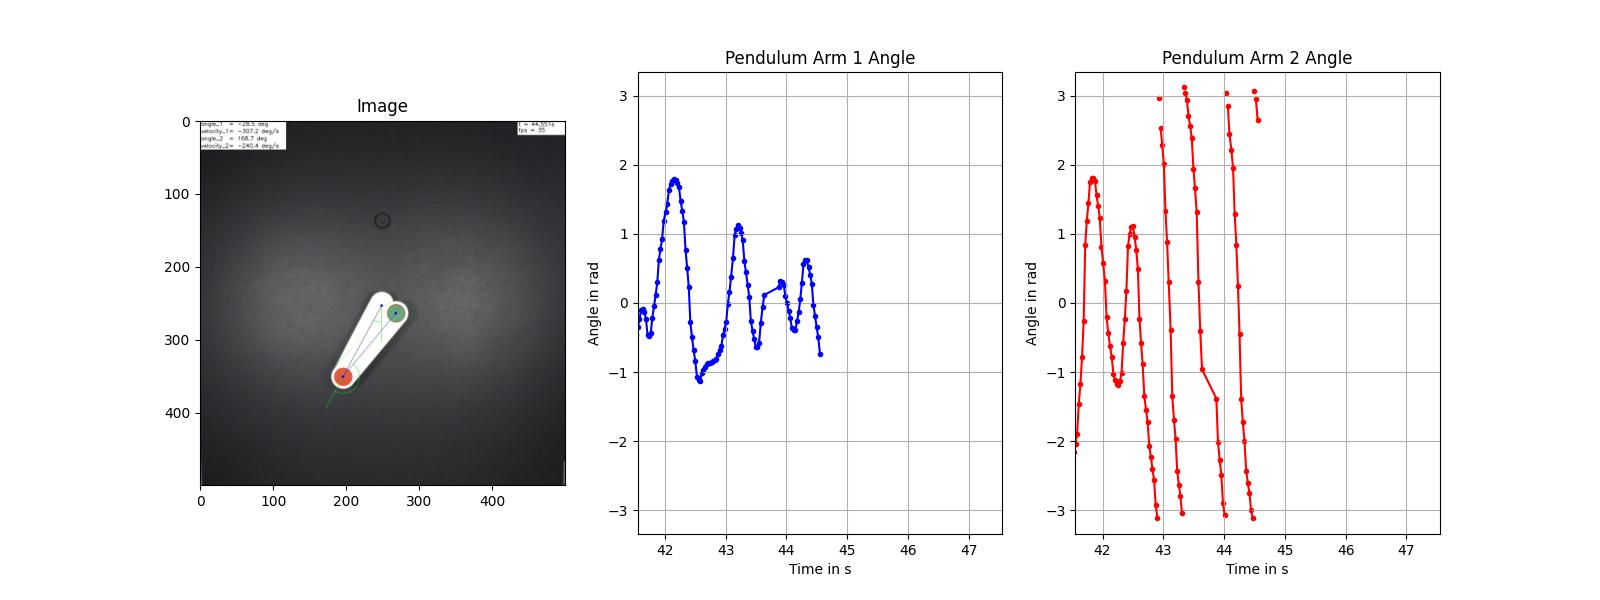 Image
angle_1 = -28.5 deg
velocity_1= -307.2 deg/s
angle_2 = 168.7 deg
velocity_2= -240.4 deg/s
t = 44.551s
fps = 35
0
100
200
300
400
0 100 200 300 400
Pendulum Arm 1 Angle
Angle in rad
3
2
1
0
−1
−2
−3
42 43 44 45 46 47
Time in s
Pendulum Arm 2 Angle
Angle in rad
3
2
1
0
−1
−2
−3
42 43 44 45 46 47
Time in s